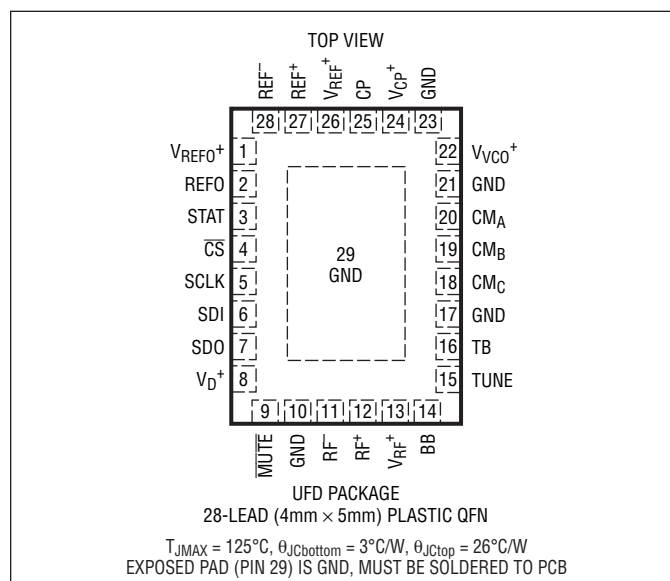 TOP VIEW
REF⁻ REF⁺ V_REF⁺ CP V_CP⁺ GND
28 27 26 25 24 23
V_REFO⁺ 1 22 V_VCO⁺
REFO 2 21 GND
STAT 3 20 CM_A
C̅S̅ 4 19 CM_B
29
GND
SCLK 5 18 CM_C
SDI 6 17 GND
SDO 7 16 TB
V_D⁺ 8 15 TUNE
9 10 11 12 13 14
M̅U̅T̅E̅ GND RF⁻ RF⁺ V_RF⁺ BB
UFD PACKAGE
28-LEAD (4mm × 5mm) PLASTIC QFN
T_JMAX = 125°C, θ_JCbottom = 3°C/W, θ_JCtop = 26°C/W
EXPOSED PAD (PIN 29) IS GND, MUST BE SOLDERED TO PCB